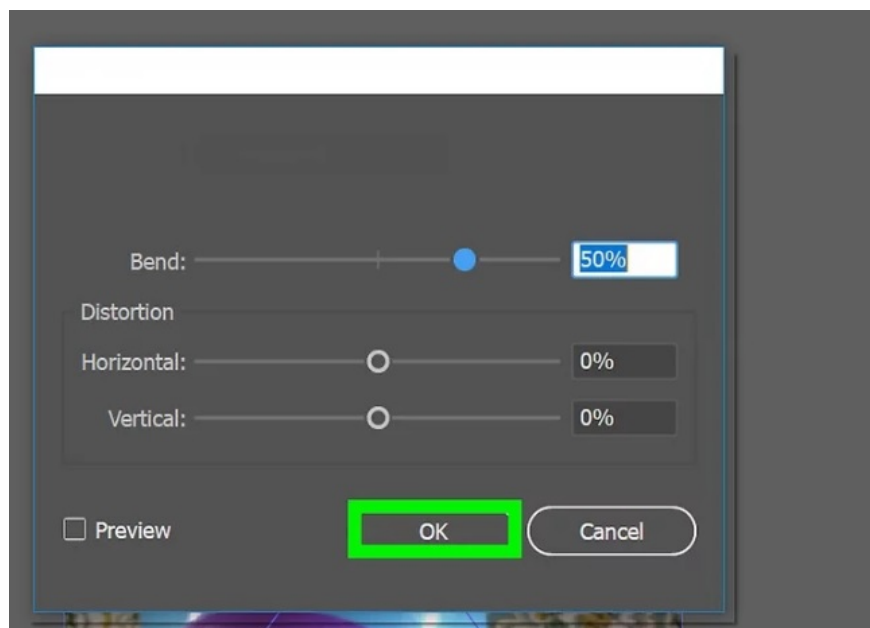 Bend: 50%
Distortion
Horizontal: 0%
Vertical: 0%
Preview OK Cancel